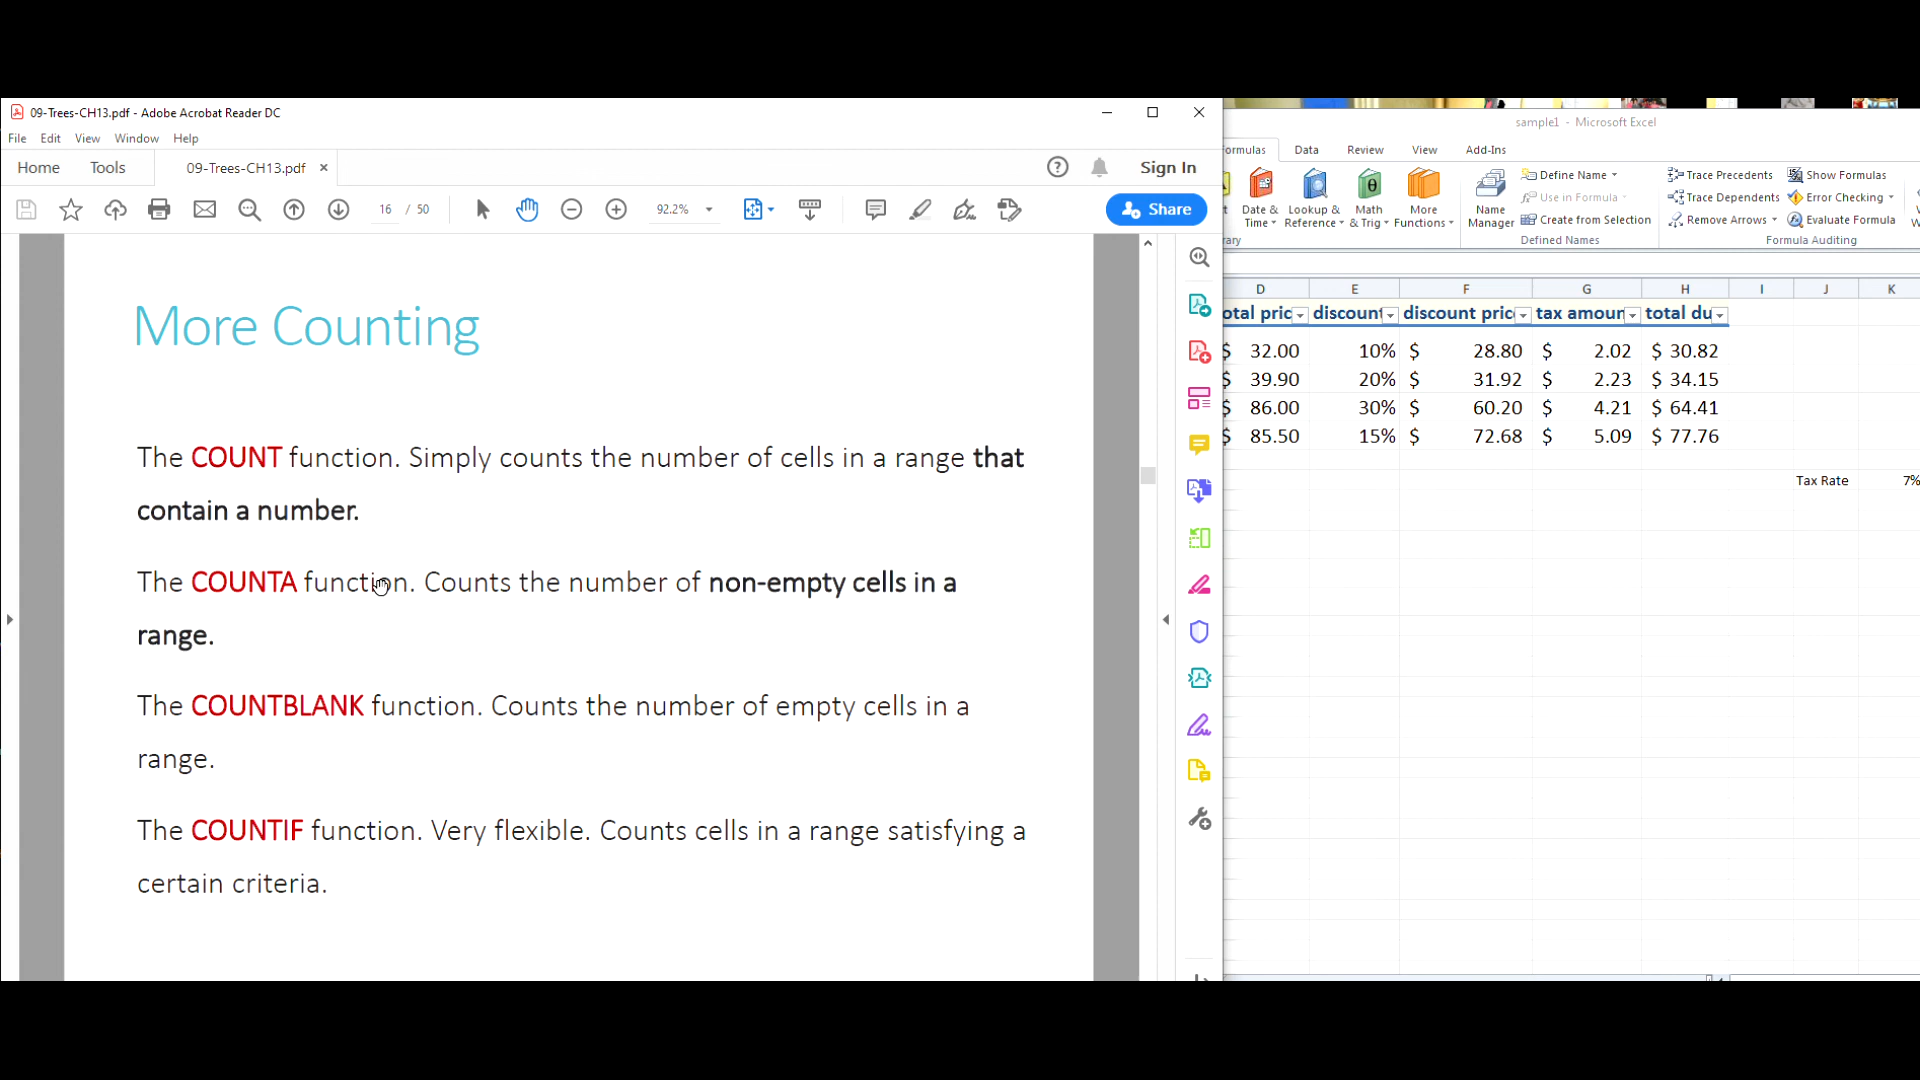 09-Trees-CH13.pdf - Adobe Acrobat Reader DC
File Edit View Window Help
Home Tools 09-Trees-CH13.pdf × Sign In
16 / 50 92.2% Share
More Counting
The COUNT function. Simply counts the number of cells in a range that
contain a number.
The COUNTA function. Counts the number of non-empty cells in a
range.
The COUNTBLANK function. Counts the number of empty cells in a
range.
The COUNTIF function. Very flexible. Counts cells in a range satisfying a
certain criteria.
sample1 - Microsoft Excel
ormulas Data Review View Add-Ins
Date & Time Lookup & Reference Math & Trig More Functions Name Manager
Define Name
Use in Formula
Create from Selection
Trace Precedents
Trace Dependents
Remove Arrows
Show Formulas
Error Checking
Evaluate Formula
rary Defined Names Formula Auditing
D E F G H I J K
otal pric discount discount pric tax amoun total du
$ 32.00 10% $ 28.80 $ 2.02 $ 30.82
$ 39.90 20% $ 31.92 $ 2.23 $ 34.15
$ 86.00 30% $ 60.20 $ 4.21 $ 64.41
$ 85.50 15% $ 72.68 $ 5.09 $ 77.76
Tax Rate 7%